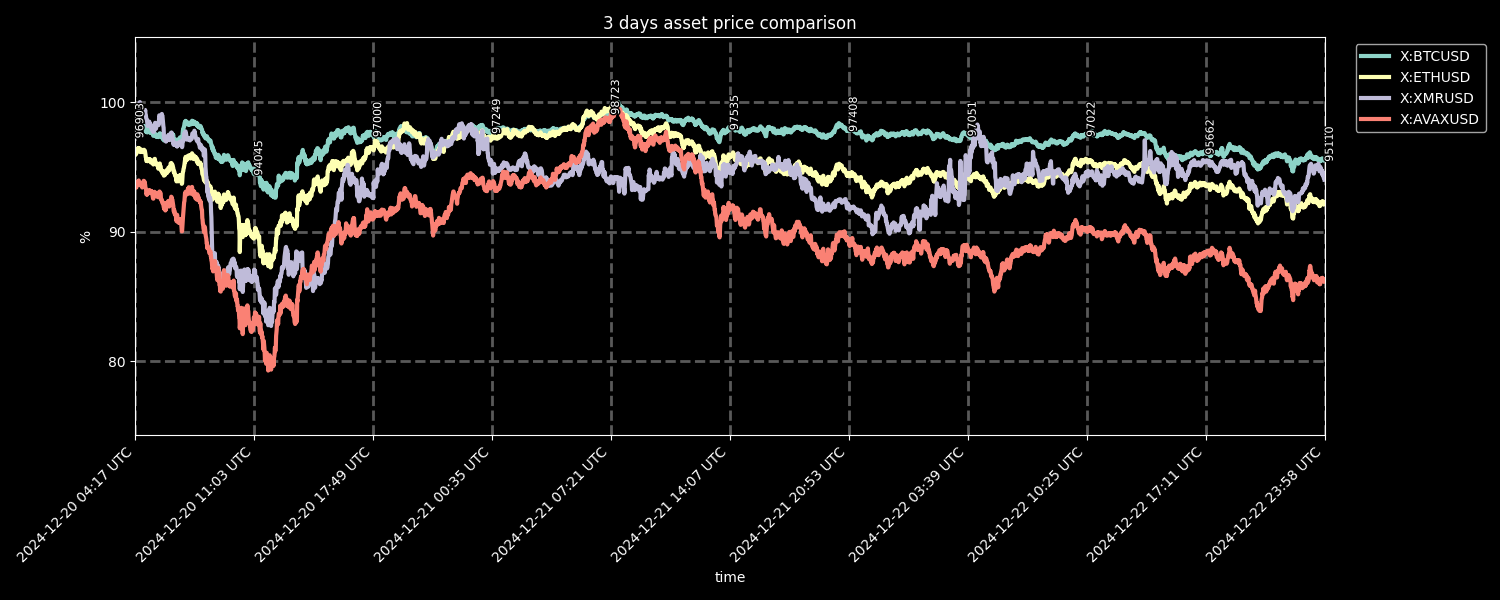 3 days asset price comparison
X:BTCUSD
X:ETHUSD
X:XMRUSD
X:AVAXUSD
100
90
80
%
96903
94045
97000
97249
98723
97535
97408
97051
97022
95662
95110
2024-12-20 04:17 UTC
2024-12-20 11:03 UTC
2024-12-20 17:49 UTC
2024-12-21 00:35 UTC
2024-12-21 07:21 UTC
2024-12-21 14:07 UTC
2024-12-21 20:53 UTC
2024-12-22 03:39 UTC
2024-12-22 10:25 UTC
2024-12-22 17:11 UTC
2024-12-22 23:58 UTC
time